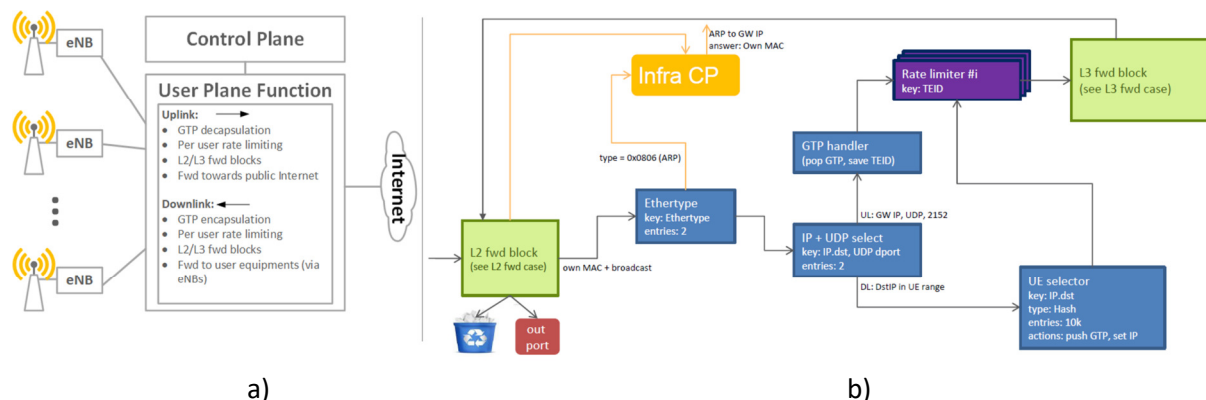 eNB
eNB
eNB
Control Plane
User Plane Function
Uplink:
• GTP decapsulation
• Per user rate limiting
• L2/L3 fwd blocks
• Fwd towards public Internet
Downlink:
• GTP encapsulation
• Per user rate limiting
• L2/L3 fwd blocks
• Fwd to user equipments (via
eNBs)
Internet
a)
ARP to GW IP
answer: Own MAC
Infra CP
Rate limiter #i
key: TEID
L3 fwd block
(see L3 fwd case)
GTP handler
(pop GTP, save TEID)
type = 0x0806 (ARP)
Ethertype
key: Ethertype
entries: 2
UL: GW IP, UDP, 2152
L2 fwd block
(see L2 fwd case)
own MAC + broadcast
IP + UDP select
key: IP.dst, UDP dport
entries: 2
DL: DstIP in UE range
UE selector
key: IP.dst
type: Hash
entries: 10k
actions: push GTP, set IP
out
port
b)